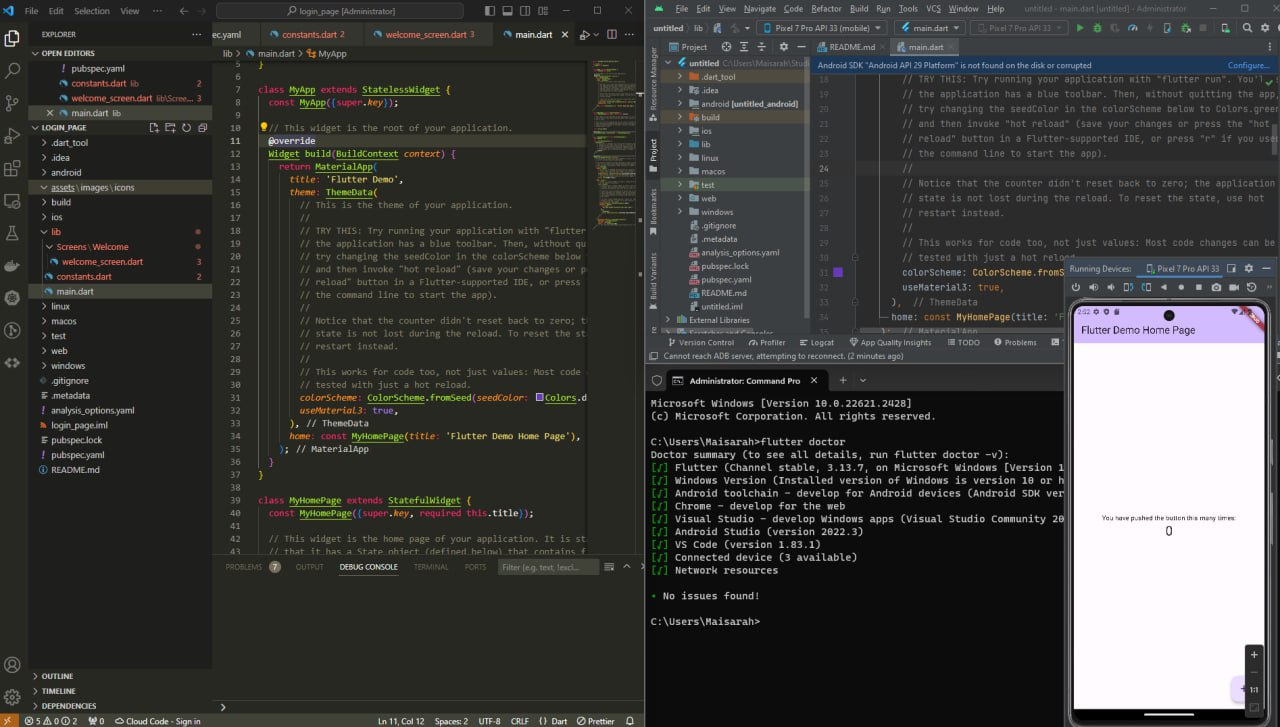 File Edit Selection View ··· login_page [Administrator]
EXPLORER
OPEN EDITORS
! pubspec.yaml
constants.dart lib 2
welcome_screen.dart lib\Scree... 3
main.dart lib
LOGIN_PAGE
.dart_tool
.idea
android
assets\images\icons
build
ios
lib
Screens\Welcome
welcome_screen.dart 3
constants.dart 2
main.dart
linux
macos
test
web
windows
.gitignore
.metadata
! analysis_options.yaml
login_page.iml
pubspec.lock
! pubspec.yaml
README.md
OUTLINE
TIMELINE
DEPENDENCIES
ec.yaml constants.dart 2 welcome_screen.dart 3 main.dart
lib > main.dart > MyApp
5 }
6
7 class MyApp extends StatelessWidget {
8 const MyApp({super.key});
9
10 // This widget is the root of your application.
11 @override
12 Widget build(BuildContext context) {
13 return MaterialApp(
14 title: 'Flutter Demo',
15 theme: ThemeData(
16 // This is the theme of your application.
17 //
18 // TRY THIS: Try running your application with "flutter
19 // the application has a blue toolbar. Then, without qu
20 // try changing the seedColor in the colorScheme below
21 // and then invoke "hot reload" (save your changes or p
22 // reload" button in a Flutter-supported IDE, or press
23 // the command line to start the app).
24 //
25 // Notice that the counter didn't reset back to zero; t
26 // state is not lost during the reload. To reset the st
27 // restart instead.
28 //
29 // This works for code too, not just values: Most code
30 // tested with just a hot reload.
31 colorScheme: ColorScheme.fromSeed(seedColor: Colors.d
32 useMaterial3: true,
33 ), // ThemeData
34 home: const MyHomePage(title: 'Flutter Demo Home Page'),
35 ); // MaterialApp
36 }
37 }
38
39 class MyHomePage extends StatefulWidget {
40 const MyHomePage({super.key, required this.title});
41
42 // This widget is the home page of your application. It is st
43 // that it has a State object (defined below) that contains f
PROBLEMS 7 OUTPUT DEBUG CONSOLE TERMINAL PORTS Filter (e.g. text, !excl...
5 0 2 0 Cloud Code - Sign in Ln 11, Col 12 Spaces: 2 UTF-8 CRLF {} Dart Prettier
File Edit View Navigate Code Refactor Build Run Tools VCS Window Help untitled - main.dart [untitled] - Administrator
untitled lib Pixel 7 Pro API 33 (mobile) main.dart Pixel 7 Pro API 33
Project README.md main.dart
Resource Manager
Project
Bookmarks
Build Variants
untitled C:\Users\Maisarah\Studi
.dart_tool
.idea
android [untitled_android]
build
ios
lib
linux
macos
test
web
windows
.gitignore
.metadata
analysis_options.yaml
pubspec.lock
pubspec.yaml
README.md
untitled.iml
External Libraries
Scratches and Consoles
Android SDK "Android API 29 Platform" is not found on the disk or corrupted Configure...
18 // TRY THIS: Try running your application with "flutter run". You'l
19 // the application has a blue toolbar. Then, without quitting the app,
20 // try changing the seedColor in the colorScheme below to Colors.green
21 // and then invoke "hot reload" (save your changes or press the "hot
22 // reload" button in a Flutter-supported IDE, or press "r" if you used
23 // the command line to start the app).
24 //
25 // Notice that the counter didn't reset back to zero; the application
26 // state is not lost during the reload. To reset the state, use hot
27 // restart instead.
28 //
29 // This works for code too, not just values: Most code changes can be
30 // tested with just a hot reload.
31 colorScheme: ColorScheme.fromS
32 useMaterial3: true,
33 ), // ThemeData
34 home: const MyHomePage(title: 'F
35 ); // MaterialApp
Version Control Profiler Logcat App Quality Insights TODO Problems
Cannot reach ADB server, attempting to reconnect. (2 minutes ago)
Administrator: Command Pro
Microsoft Windows [Version 10.0.22621.2428]
(c) Microsoft Corporation. All rights reserved.
C:\Users\Maisarah>flutter doctor
Doctor summary (to see all details, run flutter doctor -v):
[√] Flutter (Channel stable, 3.13.7, on Microsoft Windows [Version 1
[√] Windows Version (Installed version of Windows is version 10 or h
[√] Android toolchain - develop for Android devices (Android SDK ver
[√] Chrome - develop for the web
[√] Visual Studio - develop Windows apps (Visual Studio Community 20
[√] Android Studio (version 2022.3)
[√] VS Code (version 1.83.1)
[√] Connected device (3 available)
[√] Network resources
• No issues found!
C:\Users\Maisarah>
Running Devices: Pixel 7 Pro API 33
2:02
Flutter Demo Home Page
You have pushed the button this many times:
0
+
1:1